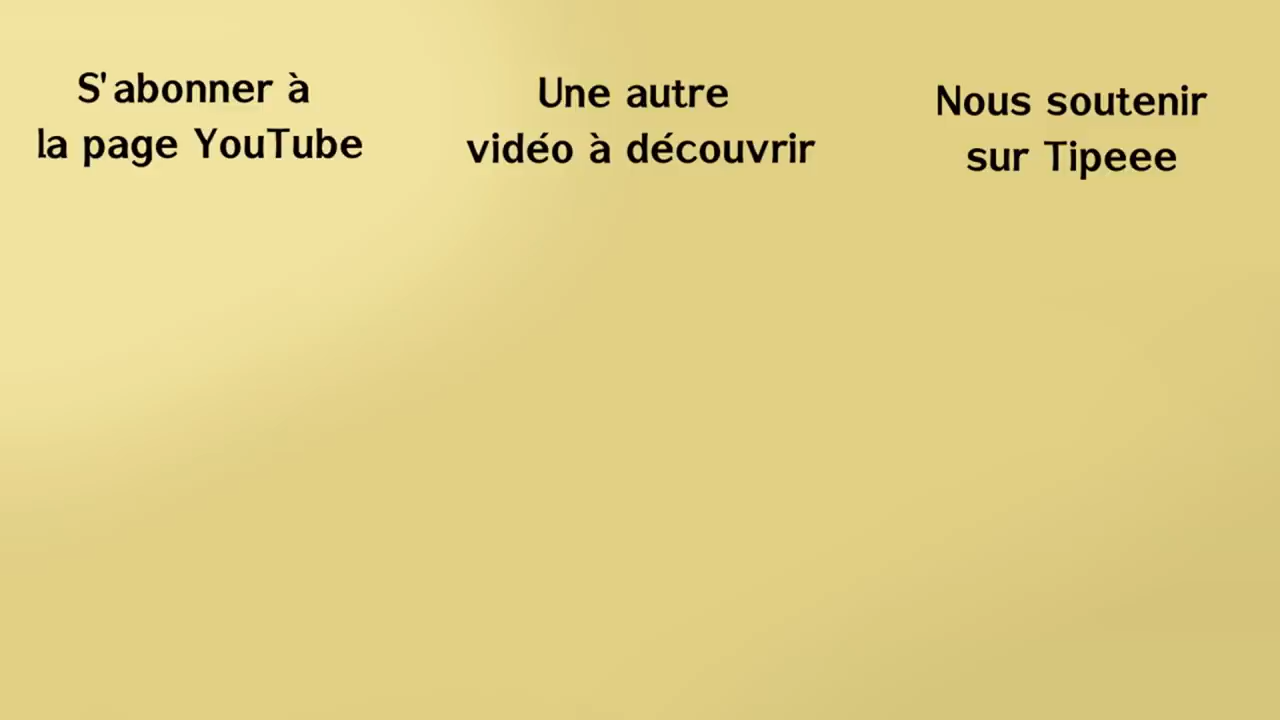 S'abonner à
la page YouTube
Une autre
vidéo à découvrir
Nous soutenir
sur Tipeee